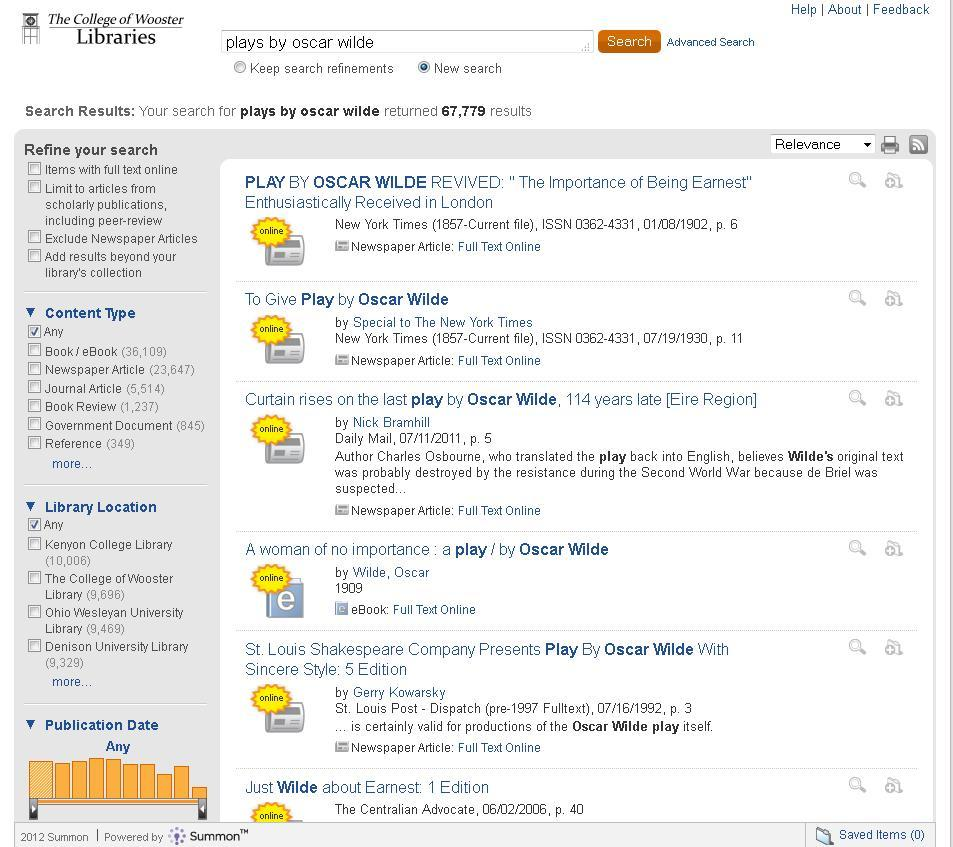 Help | About | Feedback
The College of Wooster
Libraries
plays by oscar wilde
Search
Advanced Search
Keep search refinements
New search
Search Results: Your search for plays by oscar wilde returned 67,779 results
Relevance
Refine your search
Items with full text online
Limit to articles from
scholarly publications,
including peer-review
Exclude Newspaper Articles
Add results beyond your
library's collection
Content Type
Any
Book / eBook (36,109)
Newspaper Article (23,647)
Journal Article (5,514)
Book Review (1,237)
Government Document (845)
Reference (349)
more...
Library Location
Any
Kenyon College Library
(10,006)
The College of Wooster
Library (9,696)
Ohio Wesleyan University
Library (9,469)
Denison University Library
(9,329)
more...
Publication Date
Any
PLAY BY OSCAR WILDE REVIVED: " The Importance of Being Earnest"
Enthusiastically Received in London
online
New York Times (1857-Current file), ISSN 0362-4331, 01/08/1902, p. 6
Newspaper Article: Full Text Online
To Give Play by Oscar Wilde
online
by Special to The New York Times
New York Times (1857-Current file), ISSN 0362-4331, 07/19/1930, p. 11
Newspaper Article: Full Text Online
Curtain rises on the last play by Oscar Wilde, 114 years late [Eire Region]
online
by Nick Bramhill
Daily Mail, 07/11/2011, p. 5
Author Charles Osbourne, who translated the play back into English, believes Wilde's original text
was probably destroyed by the resistance during the Second World War because de Briel was
suspected...
Newspaper Article: Full Text Online
A woman of no importance : a play / by Oscar Wilde
online
e
by Wilde, Oscar
1909
eBook: Full Text Online
St. Louis Shakespeare Company Presents Play By Oscar Wilde With
Sincere Style: 5 Edition
online
by Gerry Kowarsky
St. Louis Post - Dispatch (pre-1997 Fulltext), 07/16/1992, p. 3
... is certainly valid for productions of the Oscar Wilde play itself.
Newspaper Article: Full Text Online
Just Wilde about Earnest: 1 Edition
online
The Centralian Advocate, 06/02/2006, p. 40
2012 Summon | Powered by Summon™
Saved Items (0)